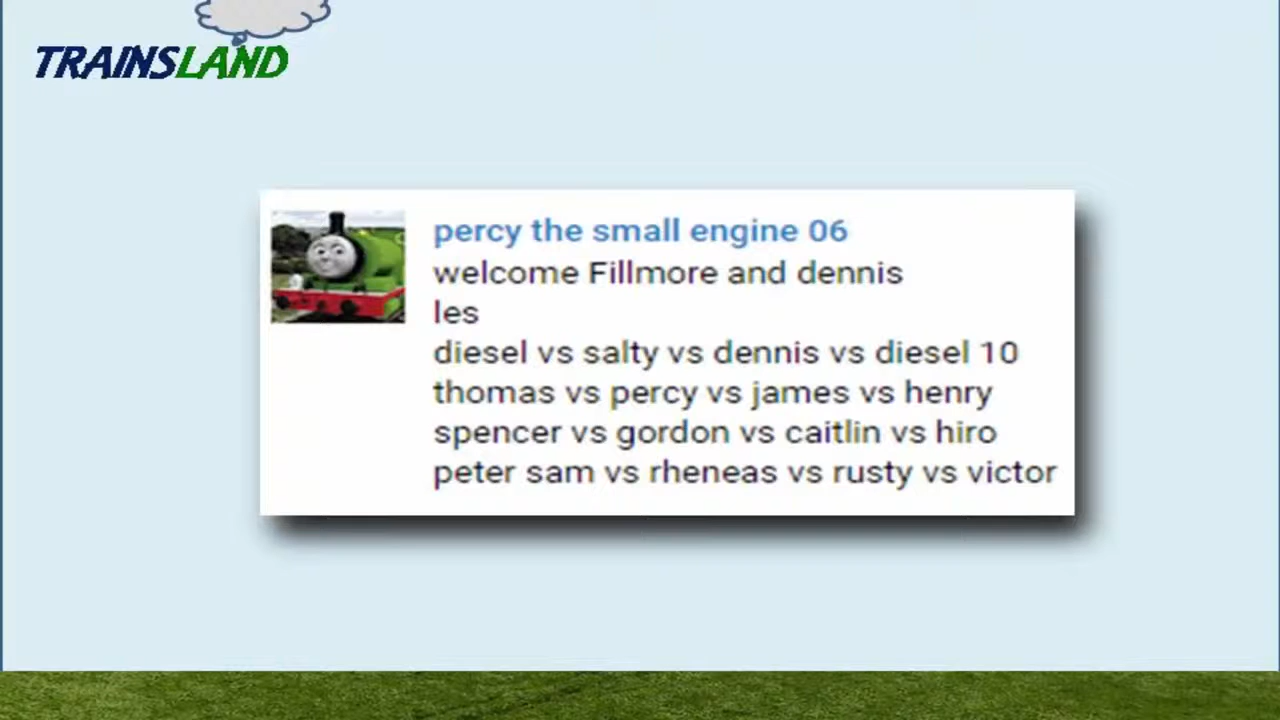 TRAINSLAND
percy the small engine 06
welcome Fillmore and dennis
les
diesel vs salty vs dennis vs diesel 10
thomas vs percy vs james vs henry
spencer vs gordon vs caitlin vs hiro
peter sam vs rheneas vs rusty vs victor